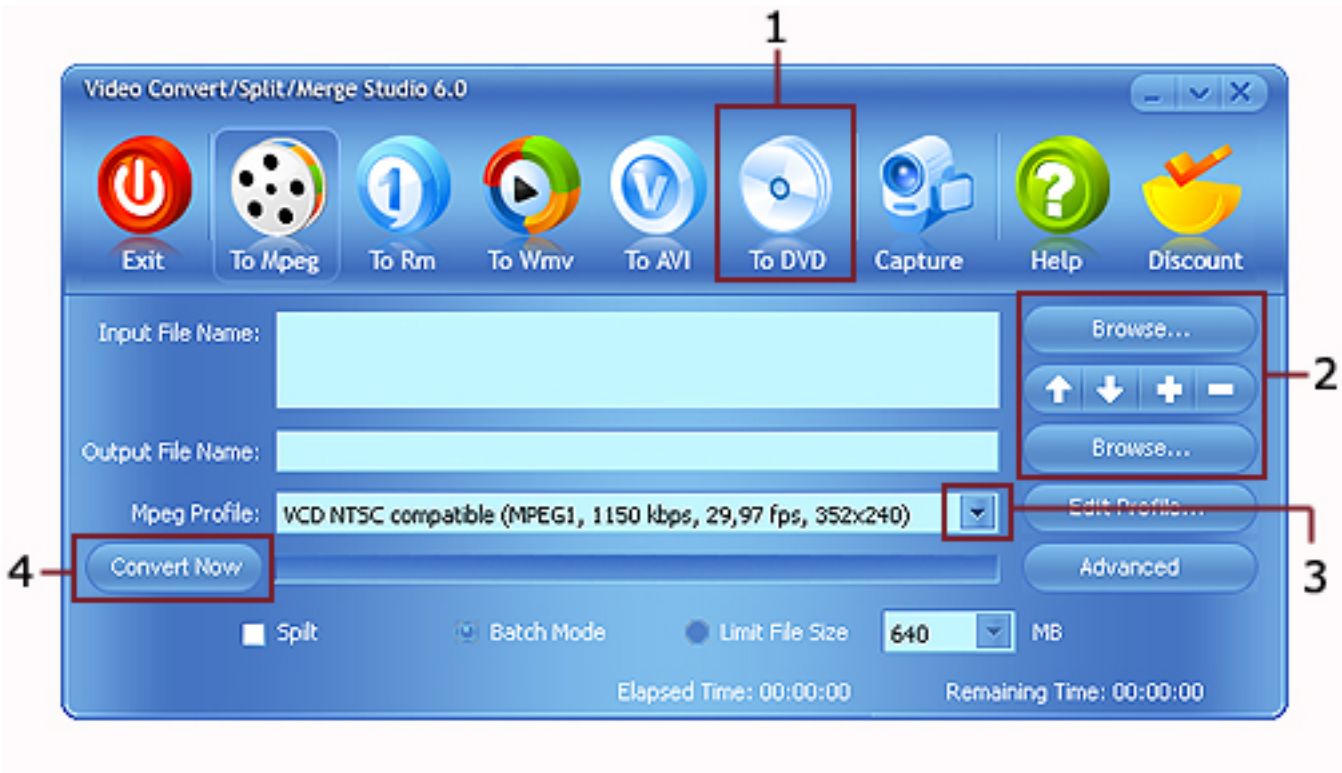 1
Video Convert/Split/Merge Studio 6.0
Exit To Mpeg To Rm To Wmv To AVI To DVD Capture Help Discount
Input File Name: Browse...
2
Output File Name: Browse...
Mpeg Profile: VCD NTSC compatible (MPEG1, 1150 kbps, 29,97 fps, 352x240) Edit Profile...
3
4 Convert Now Advanced
Spilt Batch Mode Limit File Size 640 MB
Elapsed Time: 00:00:00 Remaining Time: 00:00:00